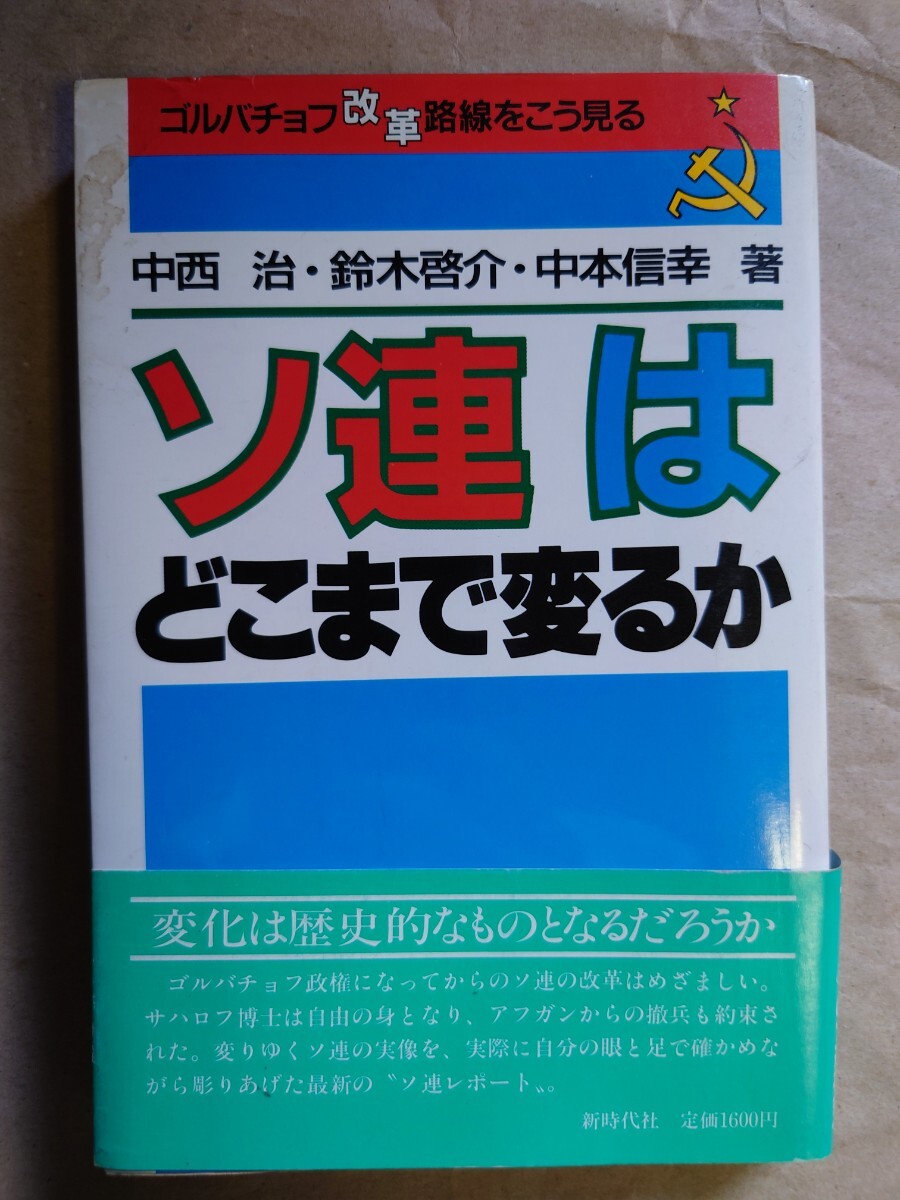 ゴルバチョフ改革路線をこう見る
中西 治・鈴木啓介・中本信幸 著
ソ連は
どこまで変るか
変化は歴史的なものとなるだろうか
ゴルバチョフ政権になってからのソ連の改革はめざましい。
サハロフ博士は自由の身となり、アフガンからの撤兵も約束さ
れた。変りゆくソ連の実像を、実際に自分の眼と足で確かめな
がら彫りあげた最新の〝ソ連レポート〟。
新時代社 定価1600円